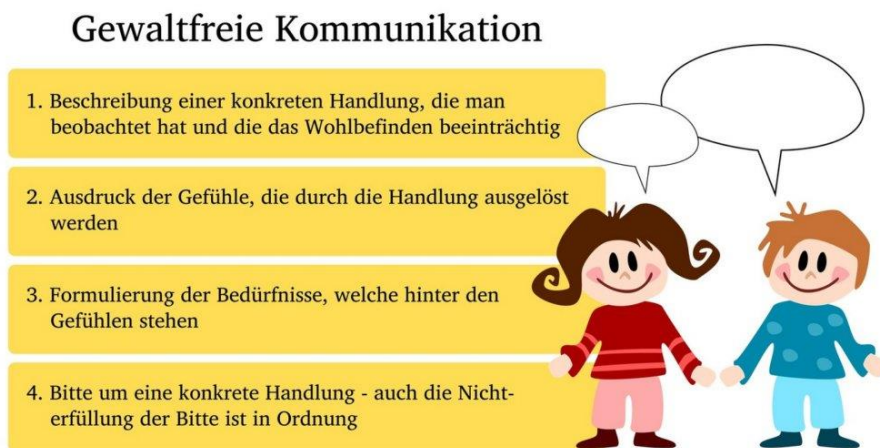 Gewaltfreie Kommunikation
1. Beschreibung einer konkreten Handlung, die man
beobachtet hat und die das Wohlbefinden beeinträchtig
2. Ausdruck der Gefühle, die durch die Handlung ausgelöst
werden
3. Formulierung der Bedürfnisse, welche hinter den
Gefühlen stehen
4. Bitte um eine konkrete Handlung - auch die Nicht-
erfüllung der Bitte ist in Ordnung